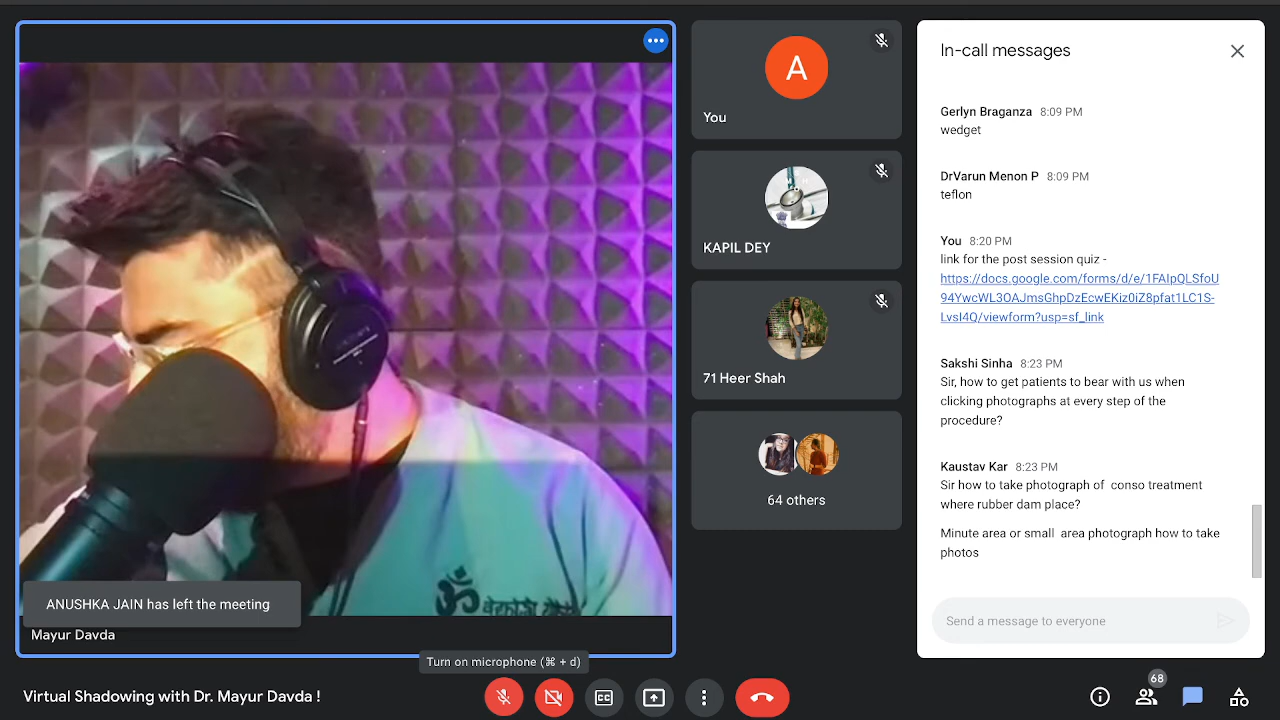 In-call messages
Gerlyn Braganza 8:09 PM
wedget
DrVarun Menon P 8:09 PM
teflon
You 8:20 PM
link for the post session quiz -
https://docs.google.com/forms/d/e/1FAIpQLSfoU
94YwcWL3OAJmsGhpDzEcwEKiz0iZ8pfat1LC1S-
LvsI4Q/viewform?usp=sf_link
Sakshi Sinha 8:23 PM
Sir, how to get patients to bear with us when
clicking photographs at every step of the
procedure?
Kaustav Kar 8:23 PM
Sir how to take photograph of conso treatment
where rubber dam place?
Minute area or small area photograph how to take
photos
Send a message to everyone
A
You
KAPIL DEY
71 Heer Shah
64 others
ॐ
ANUSHKA JAIN has left the meeting
Mayur Davda
Turn on microphone (⌘ + d)
Virtual Shadowing with Dr. Mayur Davda !
CC
68